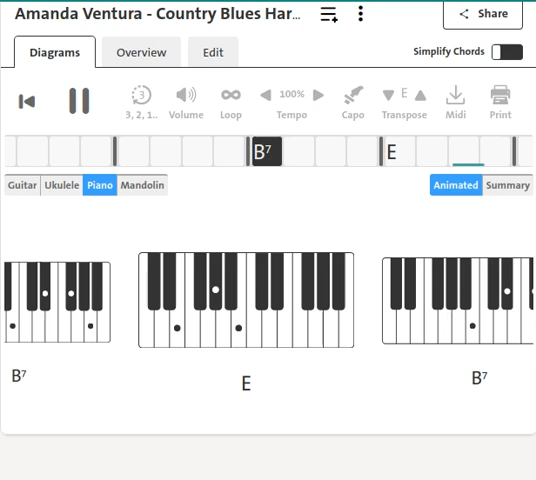 Amanda Ventura - Country Blues Har...
Share
Diagrams
Overview
Edit
Simplify Chords
3
100%
E
3, 2, 1..
Volume
Loop
Tempo
Capo
Transpose
Midi
Print
B⁷
E
Guitar
Ukulele
Piano
Mandolin
Animated
Summary
B⁷
E
B⁷